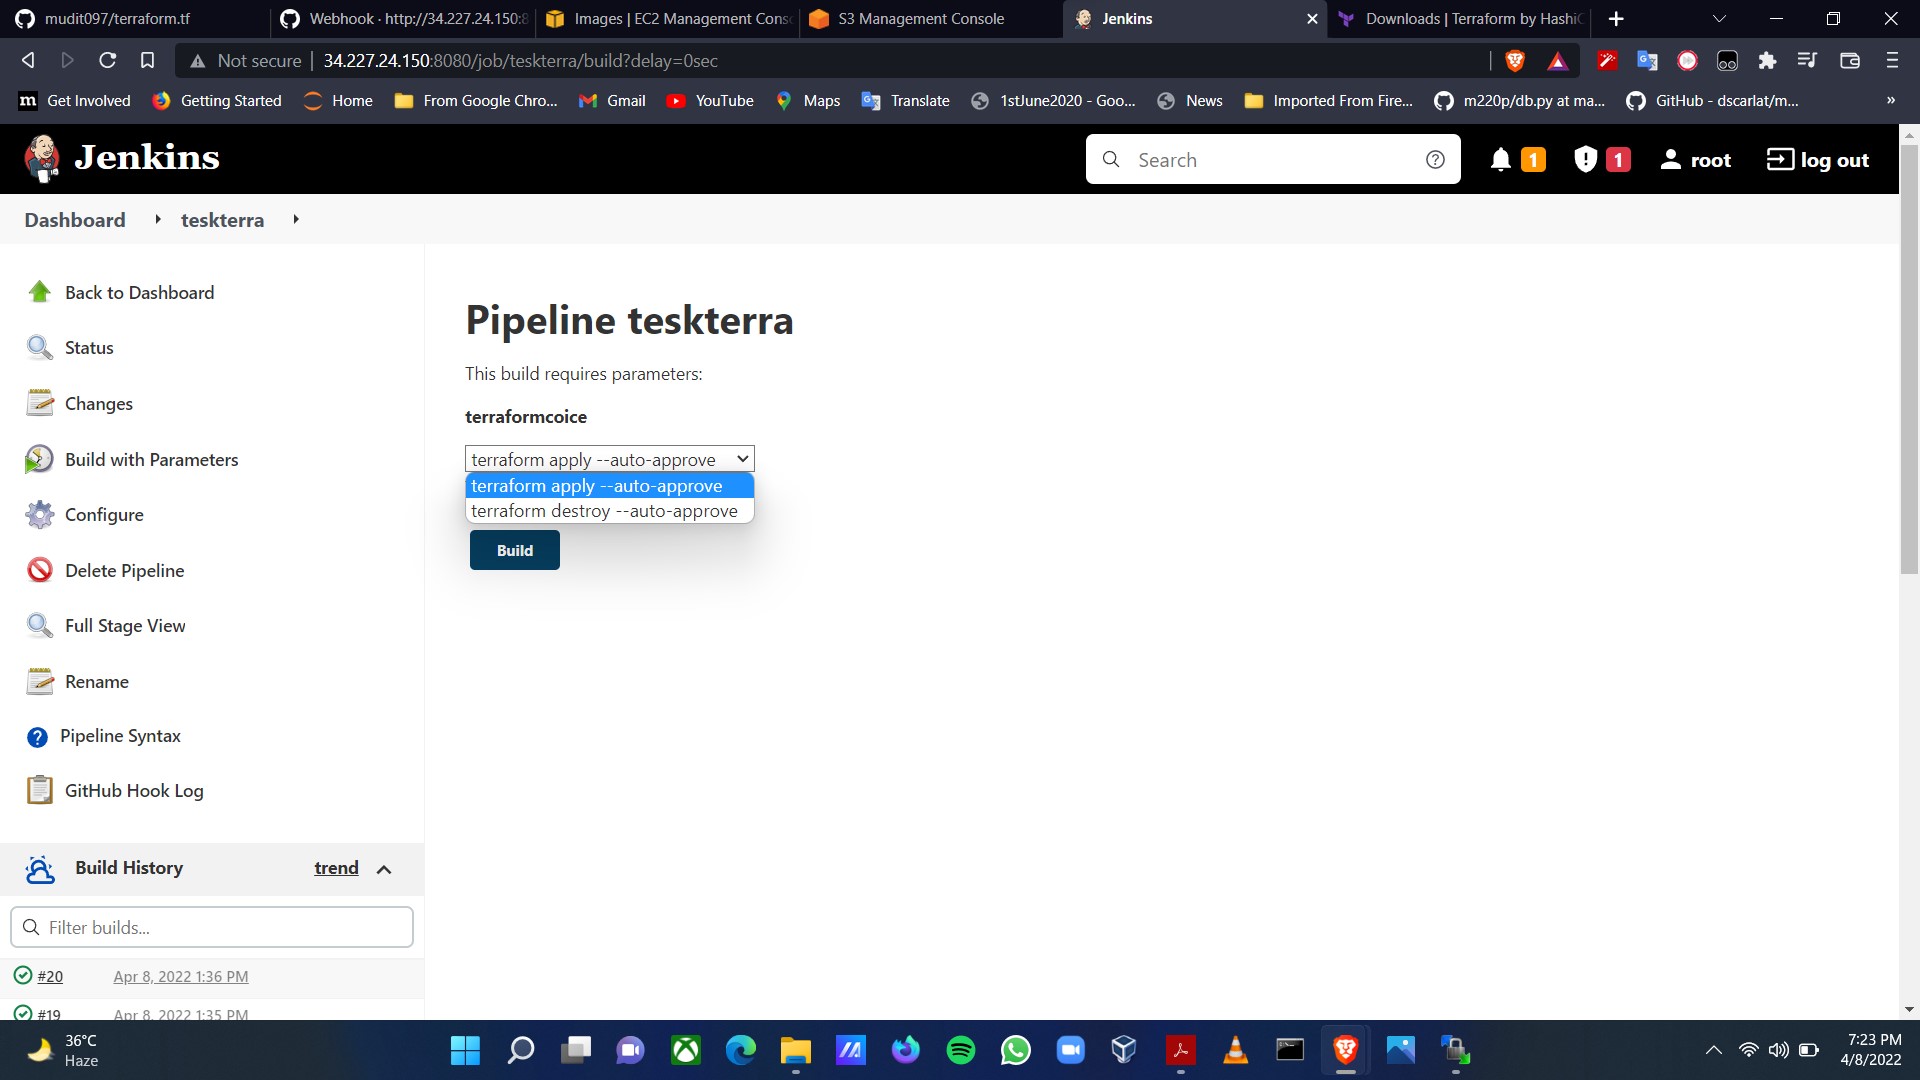 mudit097/terraform.tf
Webhook · http://34.227.24.150:8
Images | EC2 Management Conso
S3 Management Console
Jenkins
Downloads | Terraform by HashiC
Not secure
34.227.24.150:8080/job/teskterra/build?delay=0sec
m Get Involved
Getting Started
Home
From Google Chro...
Gmail
YouTube
Maps
Translate
1stJune2020 - Goo...
News
Imported From Fire...
m220p/db.py at ma...
GitHub - dscarlat/m...
»
Jenkins
Search
1
1
root
log out
Dashboard
teskterra
Back to Dashboard
Status
Changes
Build with Parameters
Configure
Delete Pipeline
Full Stage View
Rename
Pipeline Syntax
GitHub Hook Log
Build History
trend
Filter builds...
#20 Apr 8, 2022 1:36 PM
#19 Apr 8, 2022 1:35 PM
Pipeline teskterra
This build requires parameters:
terraformcoice
terraform apply --auto-approve
terraform apply --auto-approve
terraform destroy --auto-approve
Build
36°C
Haze
7:23 PM
4/8/2022